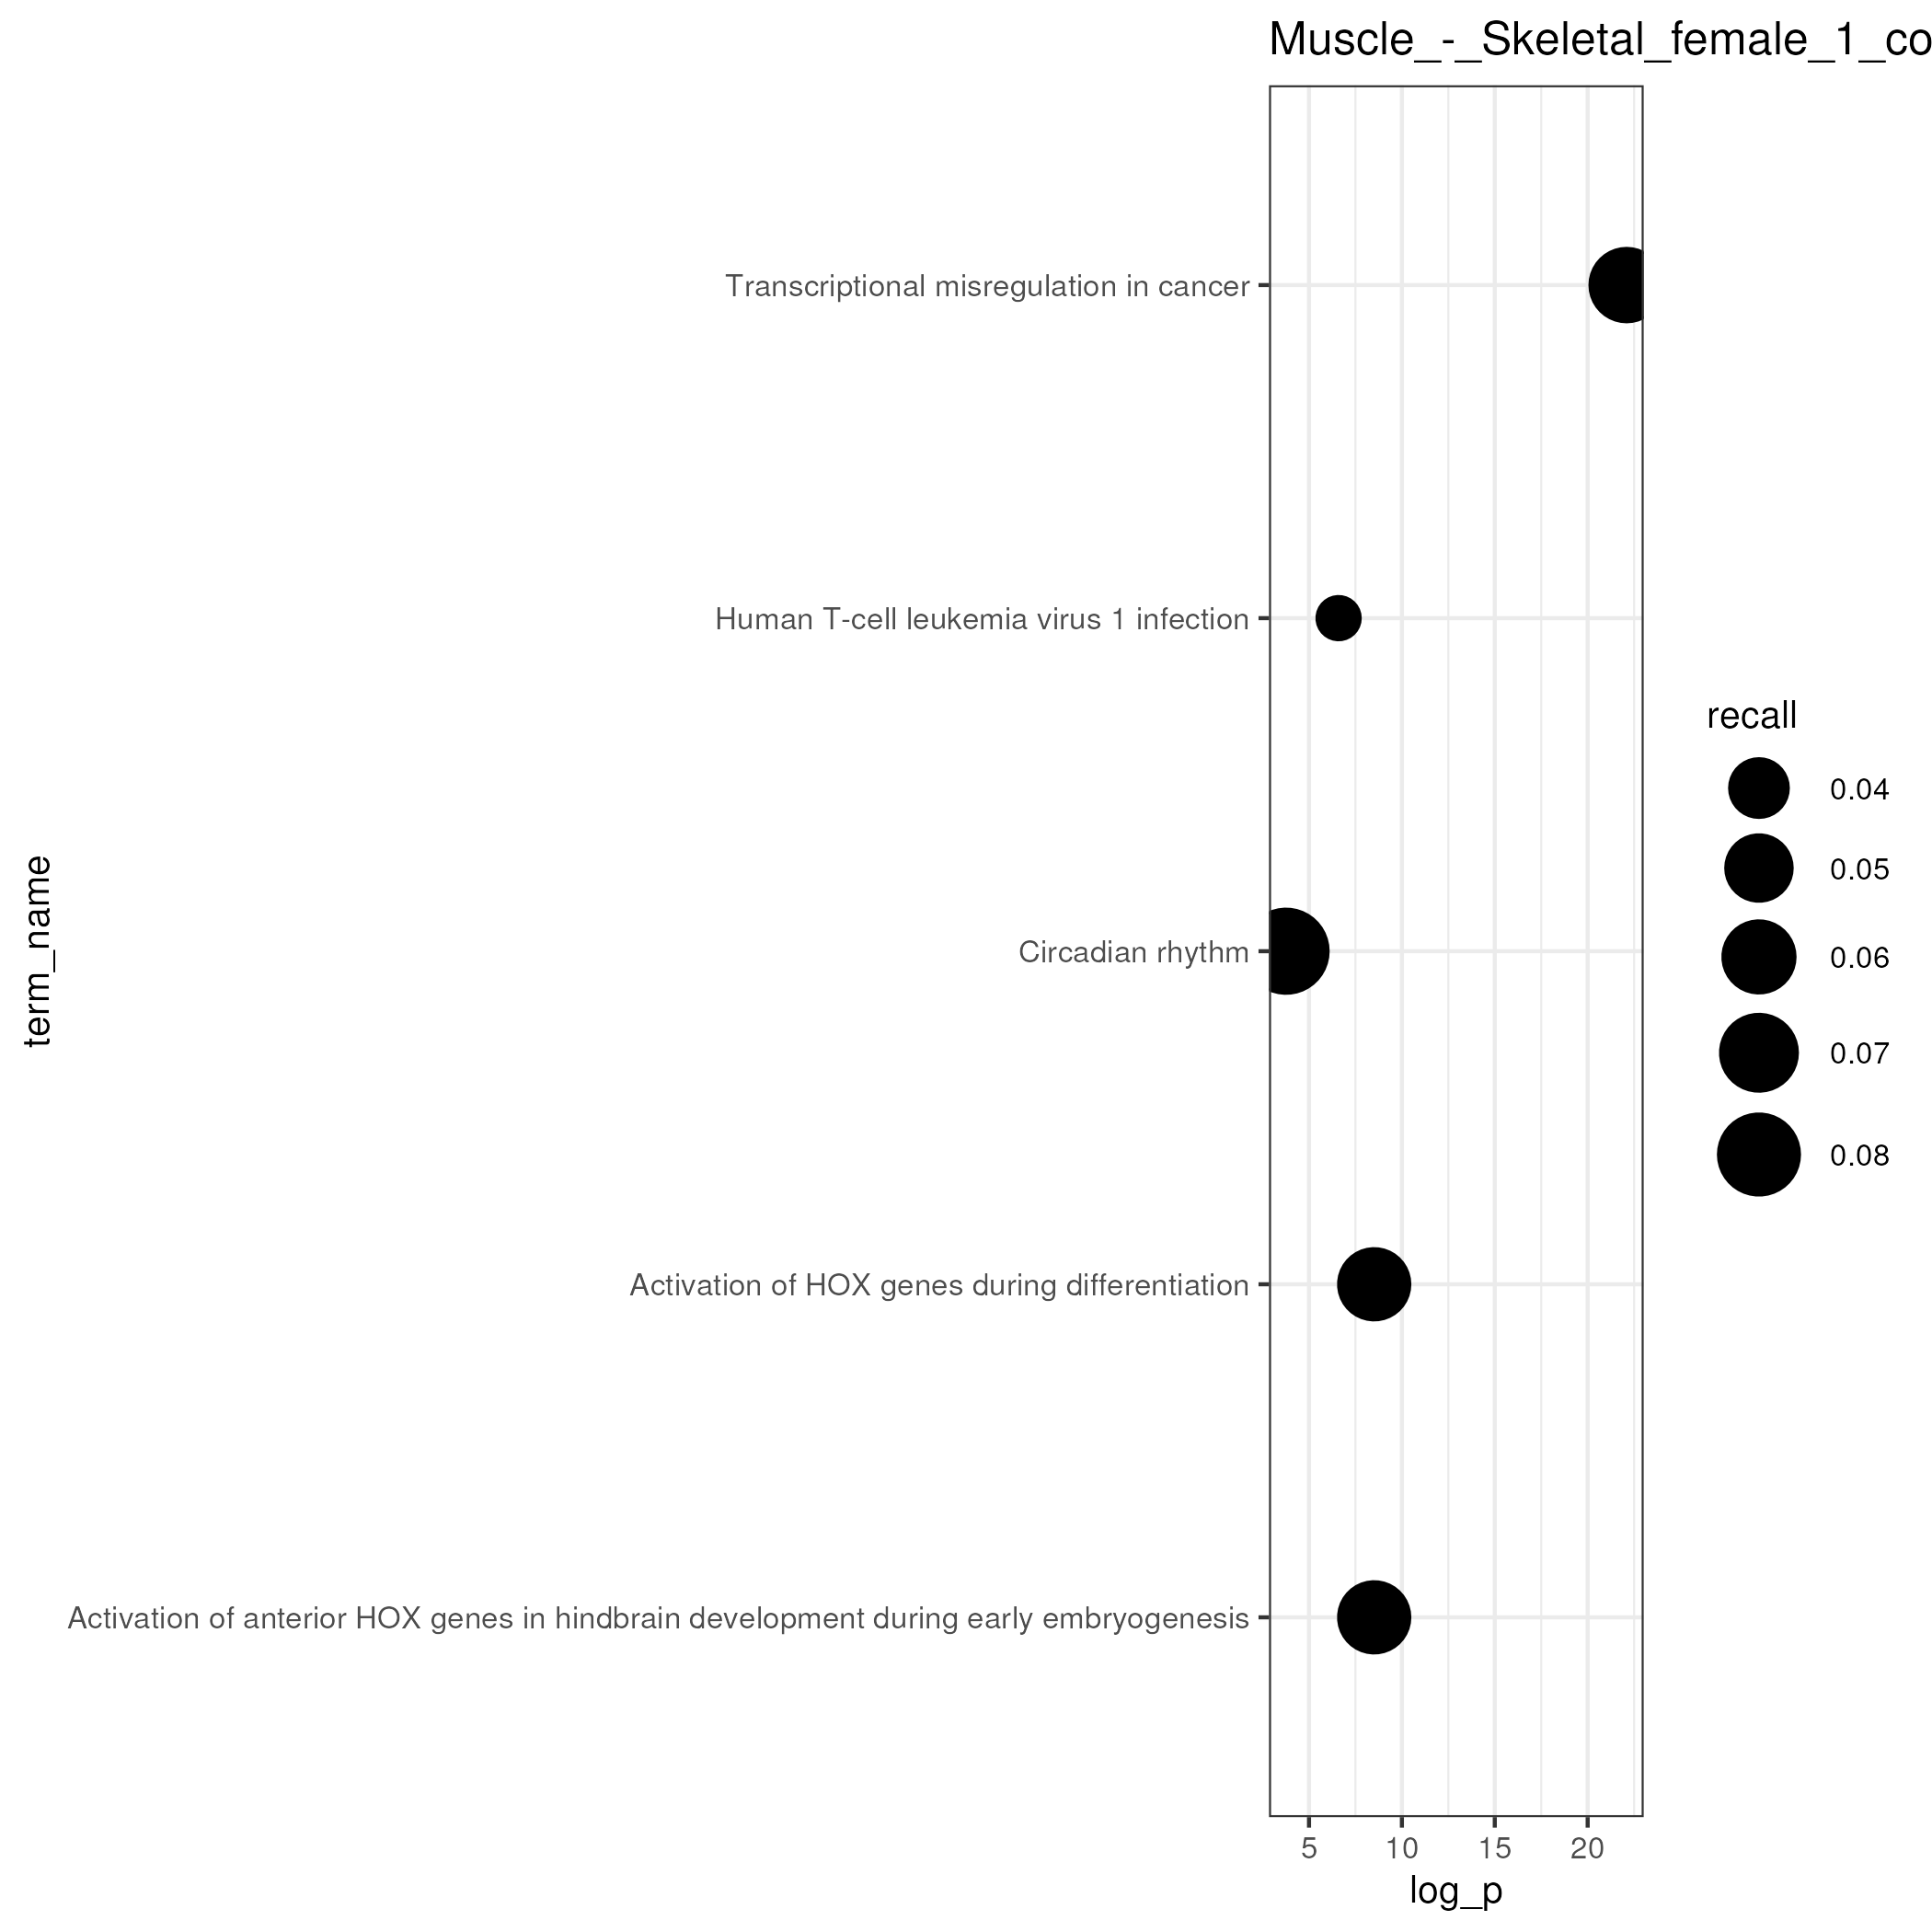 Muscle_-_Skeletal_female_1_co
Transcriptional misregulation in cancer
Human T-cell leukemia virus 1 infection
Circadian rhythm
Activation of HOX genes during differentiation
Activation of anterior HOX genes in hindbrain development during early embryogenesis
term_name
5 10 15 20
log_p
recall
0.04
0.05
0.06
0.07
0.08